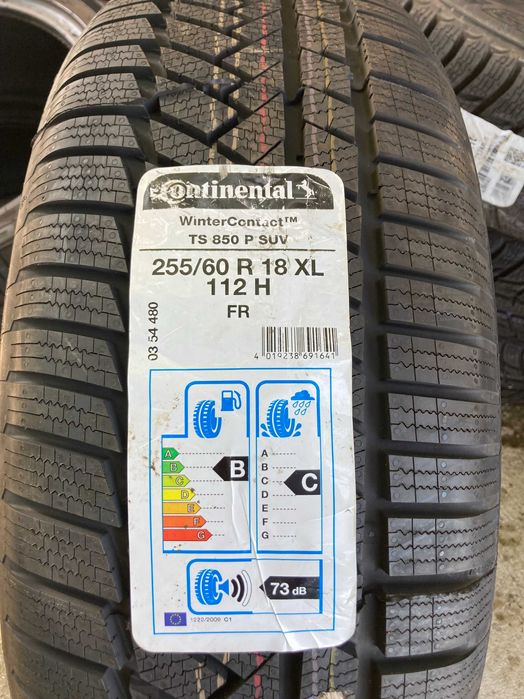 Continental
WinterContact™
TS 850 P SUV
255/60 R 18 XL
112 H
FR
03 54 480
4 019238 691641
A
B
C
D
E
F
G
B
A
B
C
D
E
F
G
C
73 dB
1222/2009 C1